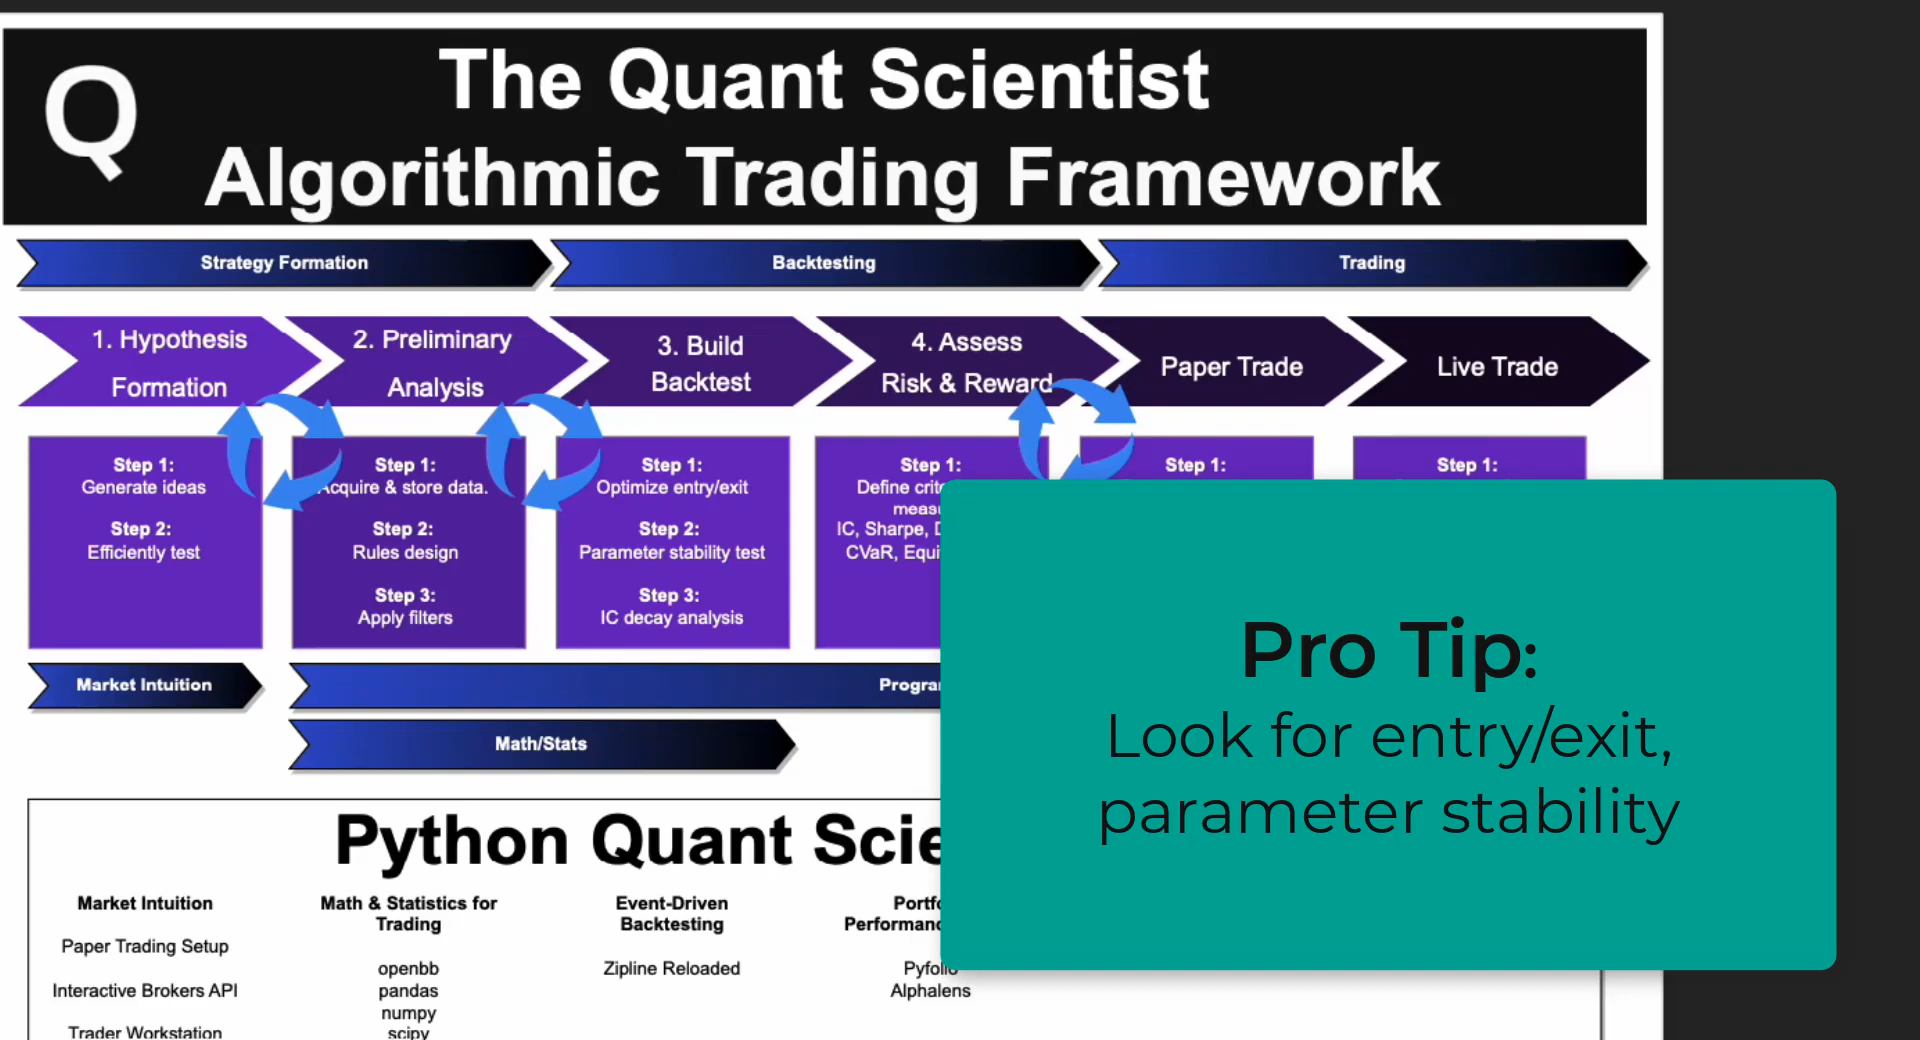 Q
The Quant Scientist
Algorithmic Trading Framework
Strategy Formation
Backtesting
Trading
1. Hypothesis
Formation
2. Preliminary
Analysis
3. Build
Backtest
4. Assess
Risk & Reward
Paper Trade
Live Trade
Step 1:
Generate ideas
Step 2:
Efficiently test
Step 1:
Acquire & store data.
Step 2:
Rules design
Step 3:
Apply filters
Step 1:
Optimize entry/exit
Step 2:
Parameter stability test
Step 3:
IC decay analysis
Step 1:
Define
IC, Sharpe,
CVaR,
Step 1:
Step 1:
Market Intuition
Math/Stats
Pro Tip:
Look for entry/exit,
parameter stability
Python Quant
Market Intuition
Paper Trading Setup
Interactive Brokers API
Trader Workstation
Math & Statistics for
Trading
openbb
pandas
numpy
scipy
Event-Driven
Backtesting
Zipline Reloaded
Pyfolio
Alphalens